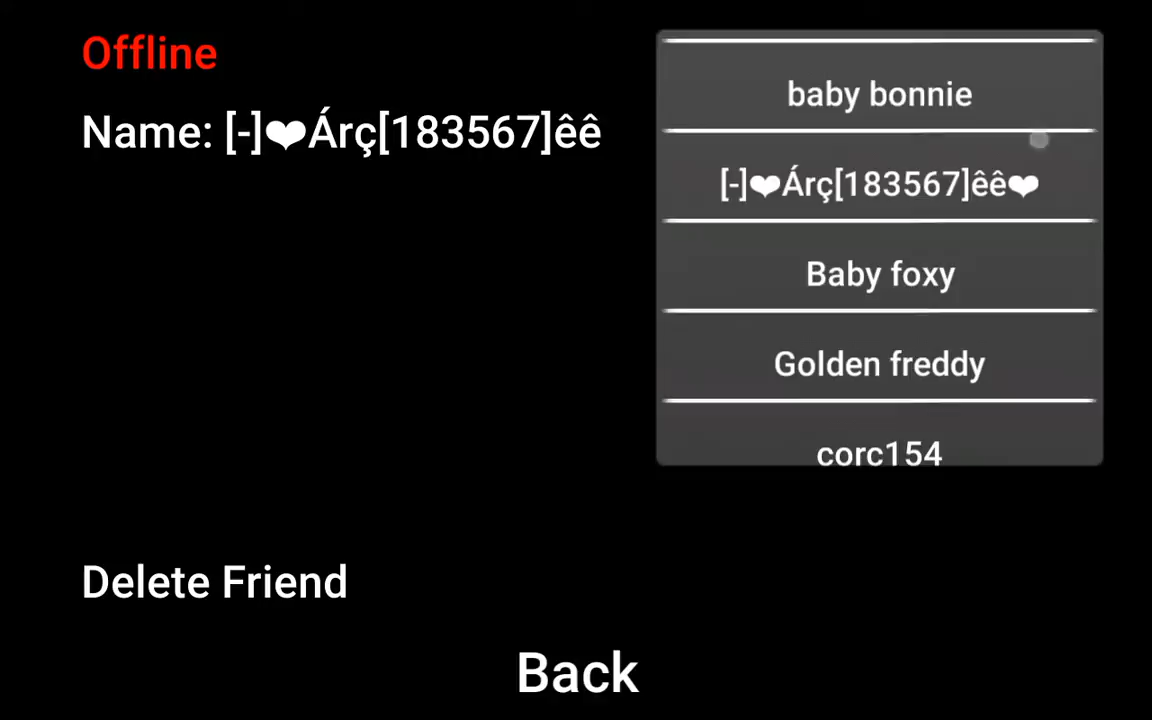 Offline
Name: [-]❤Árç[183567]êê
baby bonnie
[-]❤Árç[183567]êê❤
Baby foxy
Golden freddy
corc154
Delete Friend
Back